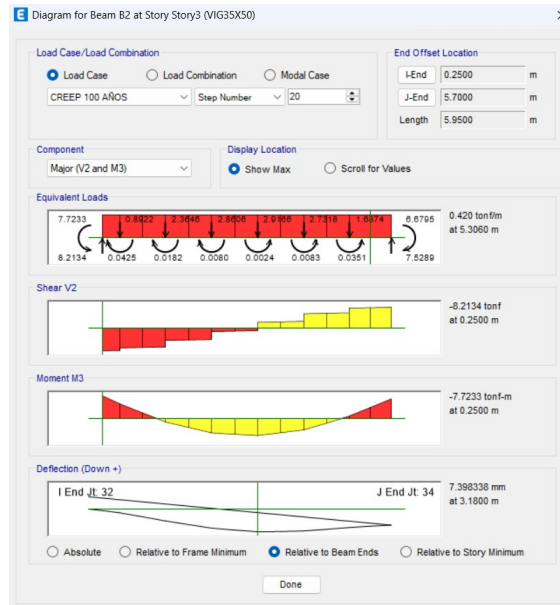 E Diagram for Beam B2 at Story Story3 (VIG35X50)
Load Case/Load Combination
End Offset Location
Load Case Load Combination Modal Case
I-End 0.2500 m
CREEP 100 AÑOS Step Number 20
J-End 5.7000 m
Length 5.9500 m
Component
Display Location
Major (V2 and M3) Show Max Scroll for Values
Equivalent Loads
7.7233 0.8922 2.3646 2.8606 2.9166 2.7318 1.6874 6.6795
8.2134 0.0425 0.0182 0.0080 0.0024 0.0083 0.0351 7.5289
0.420 tonf/m
at 5.3060 m
Shear V2
-8.2134 tonf
at 0.2500 m
Moment M3
-7.7233 tonf-m
at 0.2500 m
Deflection (Down +)
I End Jt: 32 J End Jt: 34
7.398338 mm
at 3.1800 m
Absolute Relative to Frame Minimum Relative to Beam Ends Relative to Story Minimum
Done